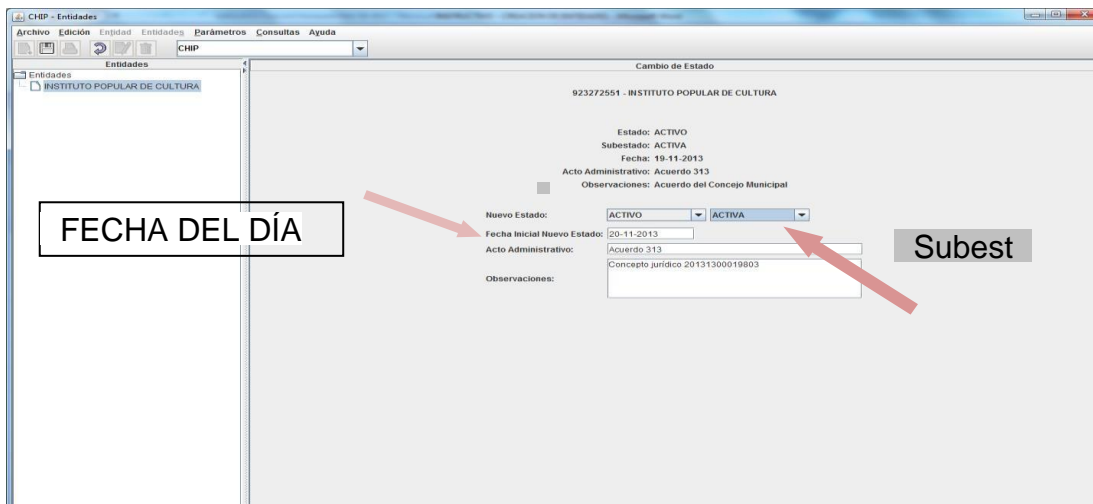 CHIP - Entidades
Archivo Edición Entidad Entidades Parámetros Consultas Ayuda
CHIP
Entidades
Entidades
INSTITUTO POPULAR DE CULTURA
Cambio de Estado
923272551 - INSTITUTO POPULAR DE CULTURA
Estado: ACTIVO
Subestado: ACTIVA
Fecha: 19-11-2013
Acto Administrativo: Acuerdo 313
Observaciones: Acuerdo del Concejo Municipal
Nuevo Estado: ACTIVO ACTIVA
Fecha Inicial Nuevo Estado: 20-11-2013
Acto Administrativo: Acuerdo 313
Observaciones: Concepto jurídico 20131300019803
FECHA DEL DÍA
Subest